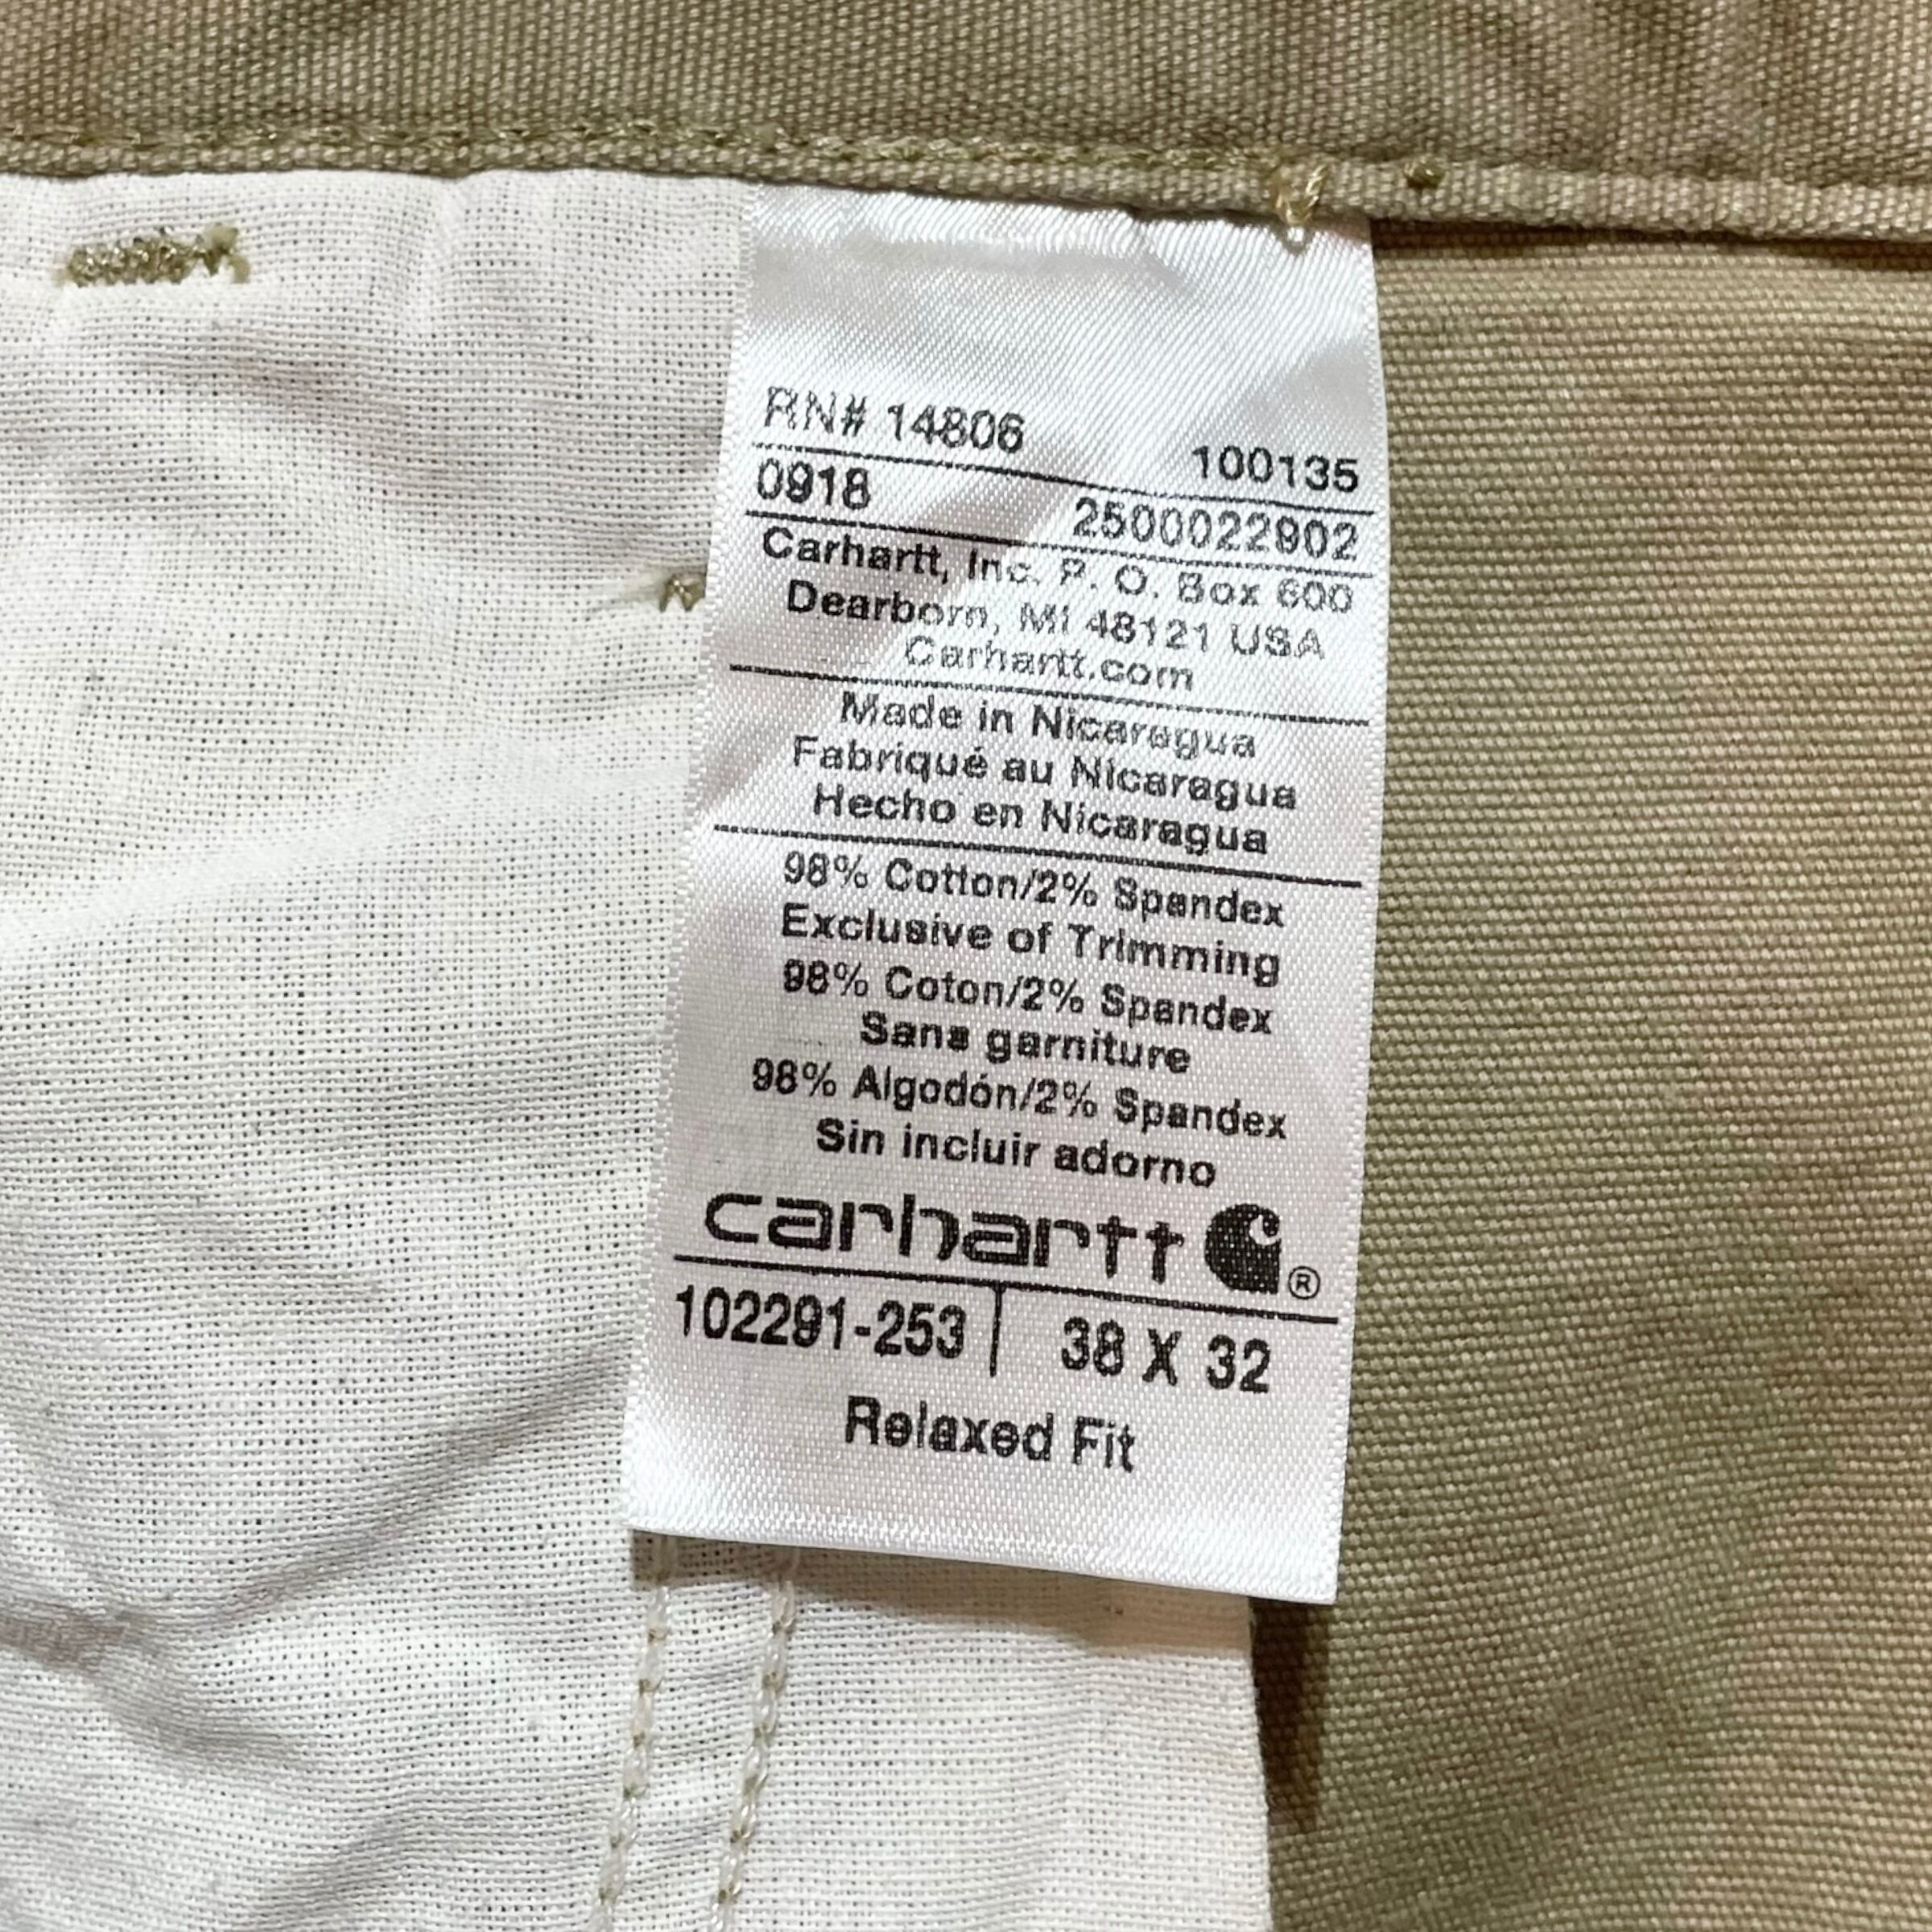 RN# 14806 100135
0918 2500022902
Carhartt, Inc. P. O. Box 600
Dearborn, MI 48121 USA
Carhartt.com
Made in Nicaragua
Fabriqué au Nicaragua
Hecho en Nicaragua
98% Cotton/2% Spandex
Exclusive of Trimming
98% Coton/2% Spandex
Sans garniture
98% Algodón/2% Spandex
Sin incluir adorno
carhartt ®
102291-253 | 38 X 32
Relaxed Fit